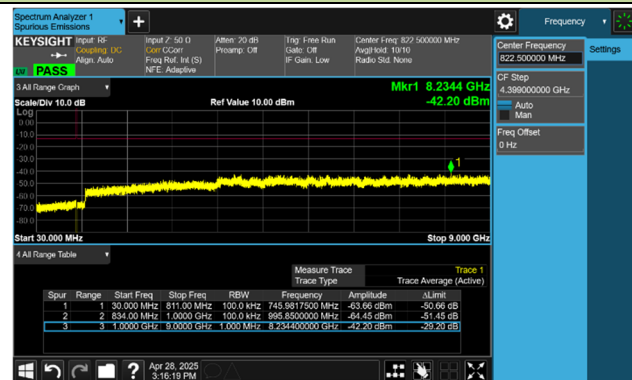 Spectrum Analyzer 1
Spurious Emissions
Frequency
KEYSIGHT
Input: RF
Coupling: DC
Align: Auto
Input Z: 50 Ω
Corr CCorr
Freq Ref: Int (S)
NFE: Adaptive
Atten: 20 dB
Preamp: Off
Trig: Free Run
Gate: Off
IF Gain: Low
Center Freq: 822.500000 MHz
Avg|Hold: 10/10
Radio Std: None
PASS
Center Frequency
822.500000 MHz
Settings
CF Step
4.399000000 GHz
Auto
Man
Freq Offset
0 Hz
3 All Range Graph
Mkr1 8.2344 GHz
Scale/Div 10.0 dB
Ref Value 10.00 dBm
-42.20 dBm
Log
0.00
-10.0
-20.0
-30.0
-40.0
-50.0
-60.0
-70.0
-80.0
1
Start 30.000 MHz
Stop 9.000 GHz
4 All Range Table
Measure Trace Trace 1
Trace Type Trace Average (Active)
Spur Range Start Freq Stop Freq RBW Frequency Amplitude ΔLimit
1 1 30.000 MHz 811.00 MHz 100.0 kHz 745.9817500 MHz -63.66 dBm -50.66 dB
2 2 834.00 MHz 1.0000 GHz 100.0 kHz 995.8500000 MHz -64.45 dBm -51.45 dB
3 3 1.0000 GHz 9.0000 GHz 1.000 MHz 8.234400000 GHz -42.20 dBm -29.20 dB
Apr 28, 2025
3:16:19 PM